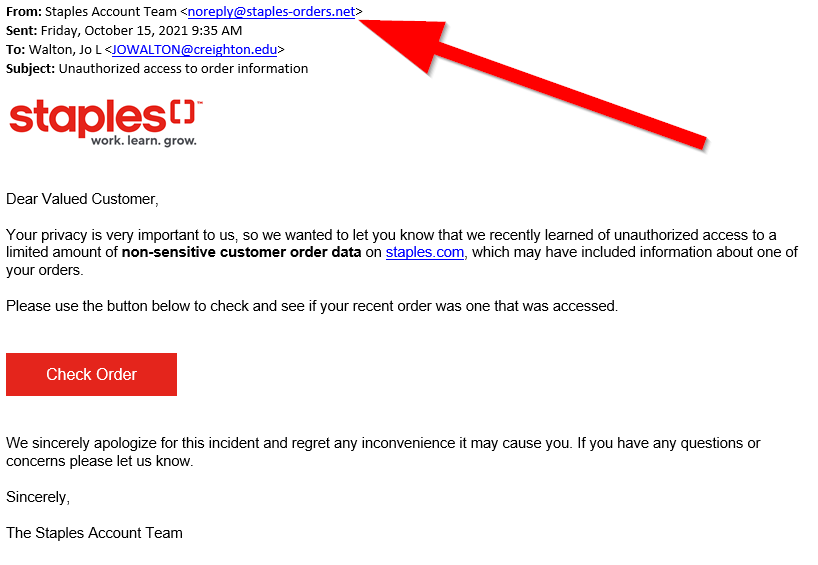 From: Staples Account Team <noreply@staples-orders.net>
Sent: Friday, October 15, 2021 9:35 AM
To: Walton, Jo L <JOWALTON@creighton.edu>
Subject: Unauthorized access to order information
staples™
work. learn. grow.
Dear Valued Customer,
Your privacy is very important to us, so we wanted to let you know that we recently learned of unauthorized access to a
limited amount of non-sensitive customer order data on staples.com, which may have included information about one of
your orders.
Please use the button below to check and see if your recent order was one that was accessed.
Check Order
We sincerely apologize for this incident and regret any inconvenience it may cause you. If you have any questions or
concerns please let us know.
Sincerely,
The Staples Account Team